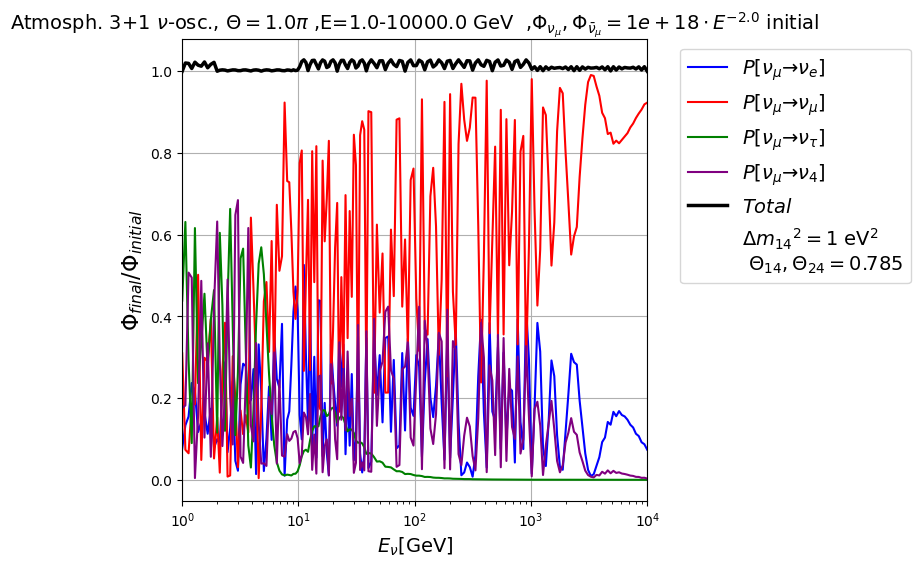 Atmosph. 3+1 ν-osc., Θ = 1.0π ,E=1.0-10000.0 GeV ,Φ_{ν_μ}, Φ_{ν̄_μ} = 1e + 18 · E^{−2.0} initial
P[ν_μ→ν_e]
P[ν_μ→ν_μ]
P[ν_μ→ν_τ]
P[ν_μ→ν_4]
Total
Δm_{14}² = 1 eV²
Θ_{14}, Θ_{24} = 0.785
Φ_{final}/Φ_{initial}
1.0
0.8
0.6
0.4
0.2
0.0
10^0
10^1
10^2
10^3
10^4
E_ν[GeV]